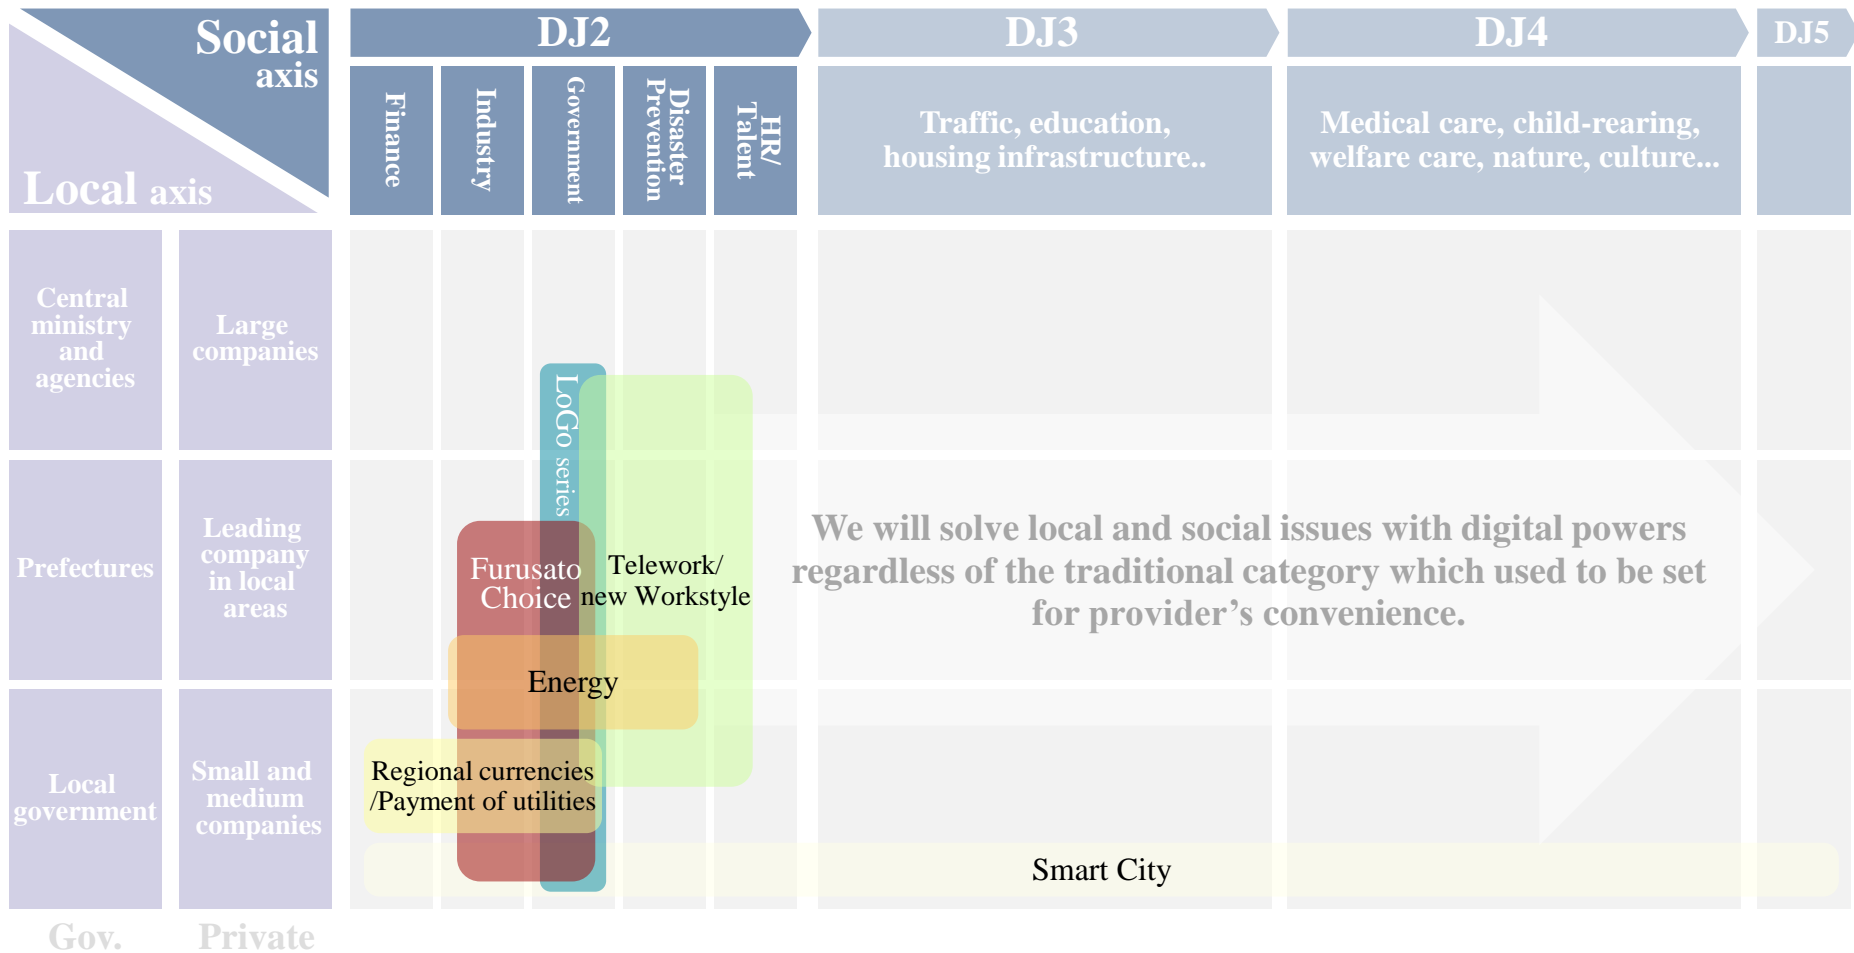 Social
axis
Local axis
DJ2
DJ3
DJ4
DJ5
Finance
Industry
Government
Disaster
Prevention
HR/
Talent
Traffic, education,
housing infrastructure..
Medical care, child-rearing,
welfare care, nature, culture...
Central
ministry
and
agencies
Large
companies
Prefectures
Leading
company
in local
areas
Local
government
Small and
medium
companies
Gov.
Private
LoGo series
Furusato
Choice
Telework/
new Workstyle
Energy
Regional currencies
/Payment of utilities
Smart City
We will solve local and social issues with digital powers
regardless of the traditional category which used to be set
for provider’s convenience.